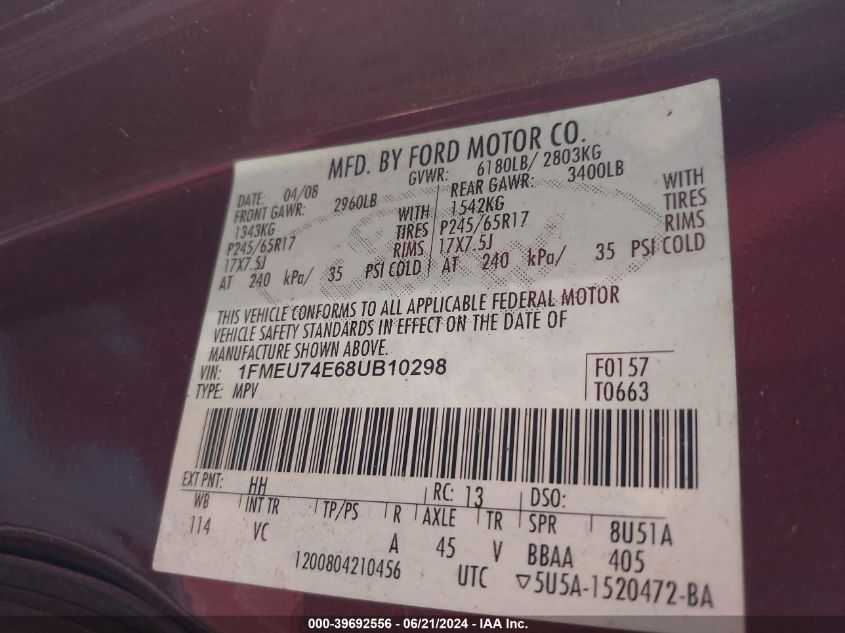 MFD. BY FORD MOTOR CO.
DATE: 04/08 GVWR: 6180LB/ 2803KG
FRONT GAWR: 2960LB REAR GAWR: 3400LB
1343KG WITH 1542KG WITH
P245/65R17 TIRES P245/65R17 TIRES
17X7.5J RIMS 17X7.5J RIMS
AT 240 kPa/ 35 PSI COLD AT 240 kPa/ 35 PSI COLD
THIS VEHICLE CONFORMS TO ALL APPLICABLE FEDERAL MOTOR
VEHICLE SAFETY STANDARDS IN EFFECT ON THE DATE OF
MANUFACTURE SHOWN ABOVE.
VIN: 1FMEU74E68UB10298 F0157
TYPE: MPV T0663
EXT PNT: HH RC: 13 DSO:
WB INT TR TP/PS R AXLE TR SPR 8U51A
114 VC A 45 V BBAA 405
1200804210456 UTC ▽5U5A-1520472-BA
000-39692556 / 06/21/2024 - IAAI Inc.